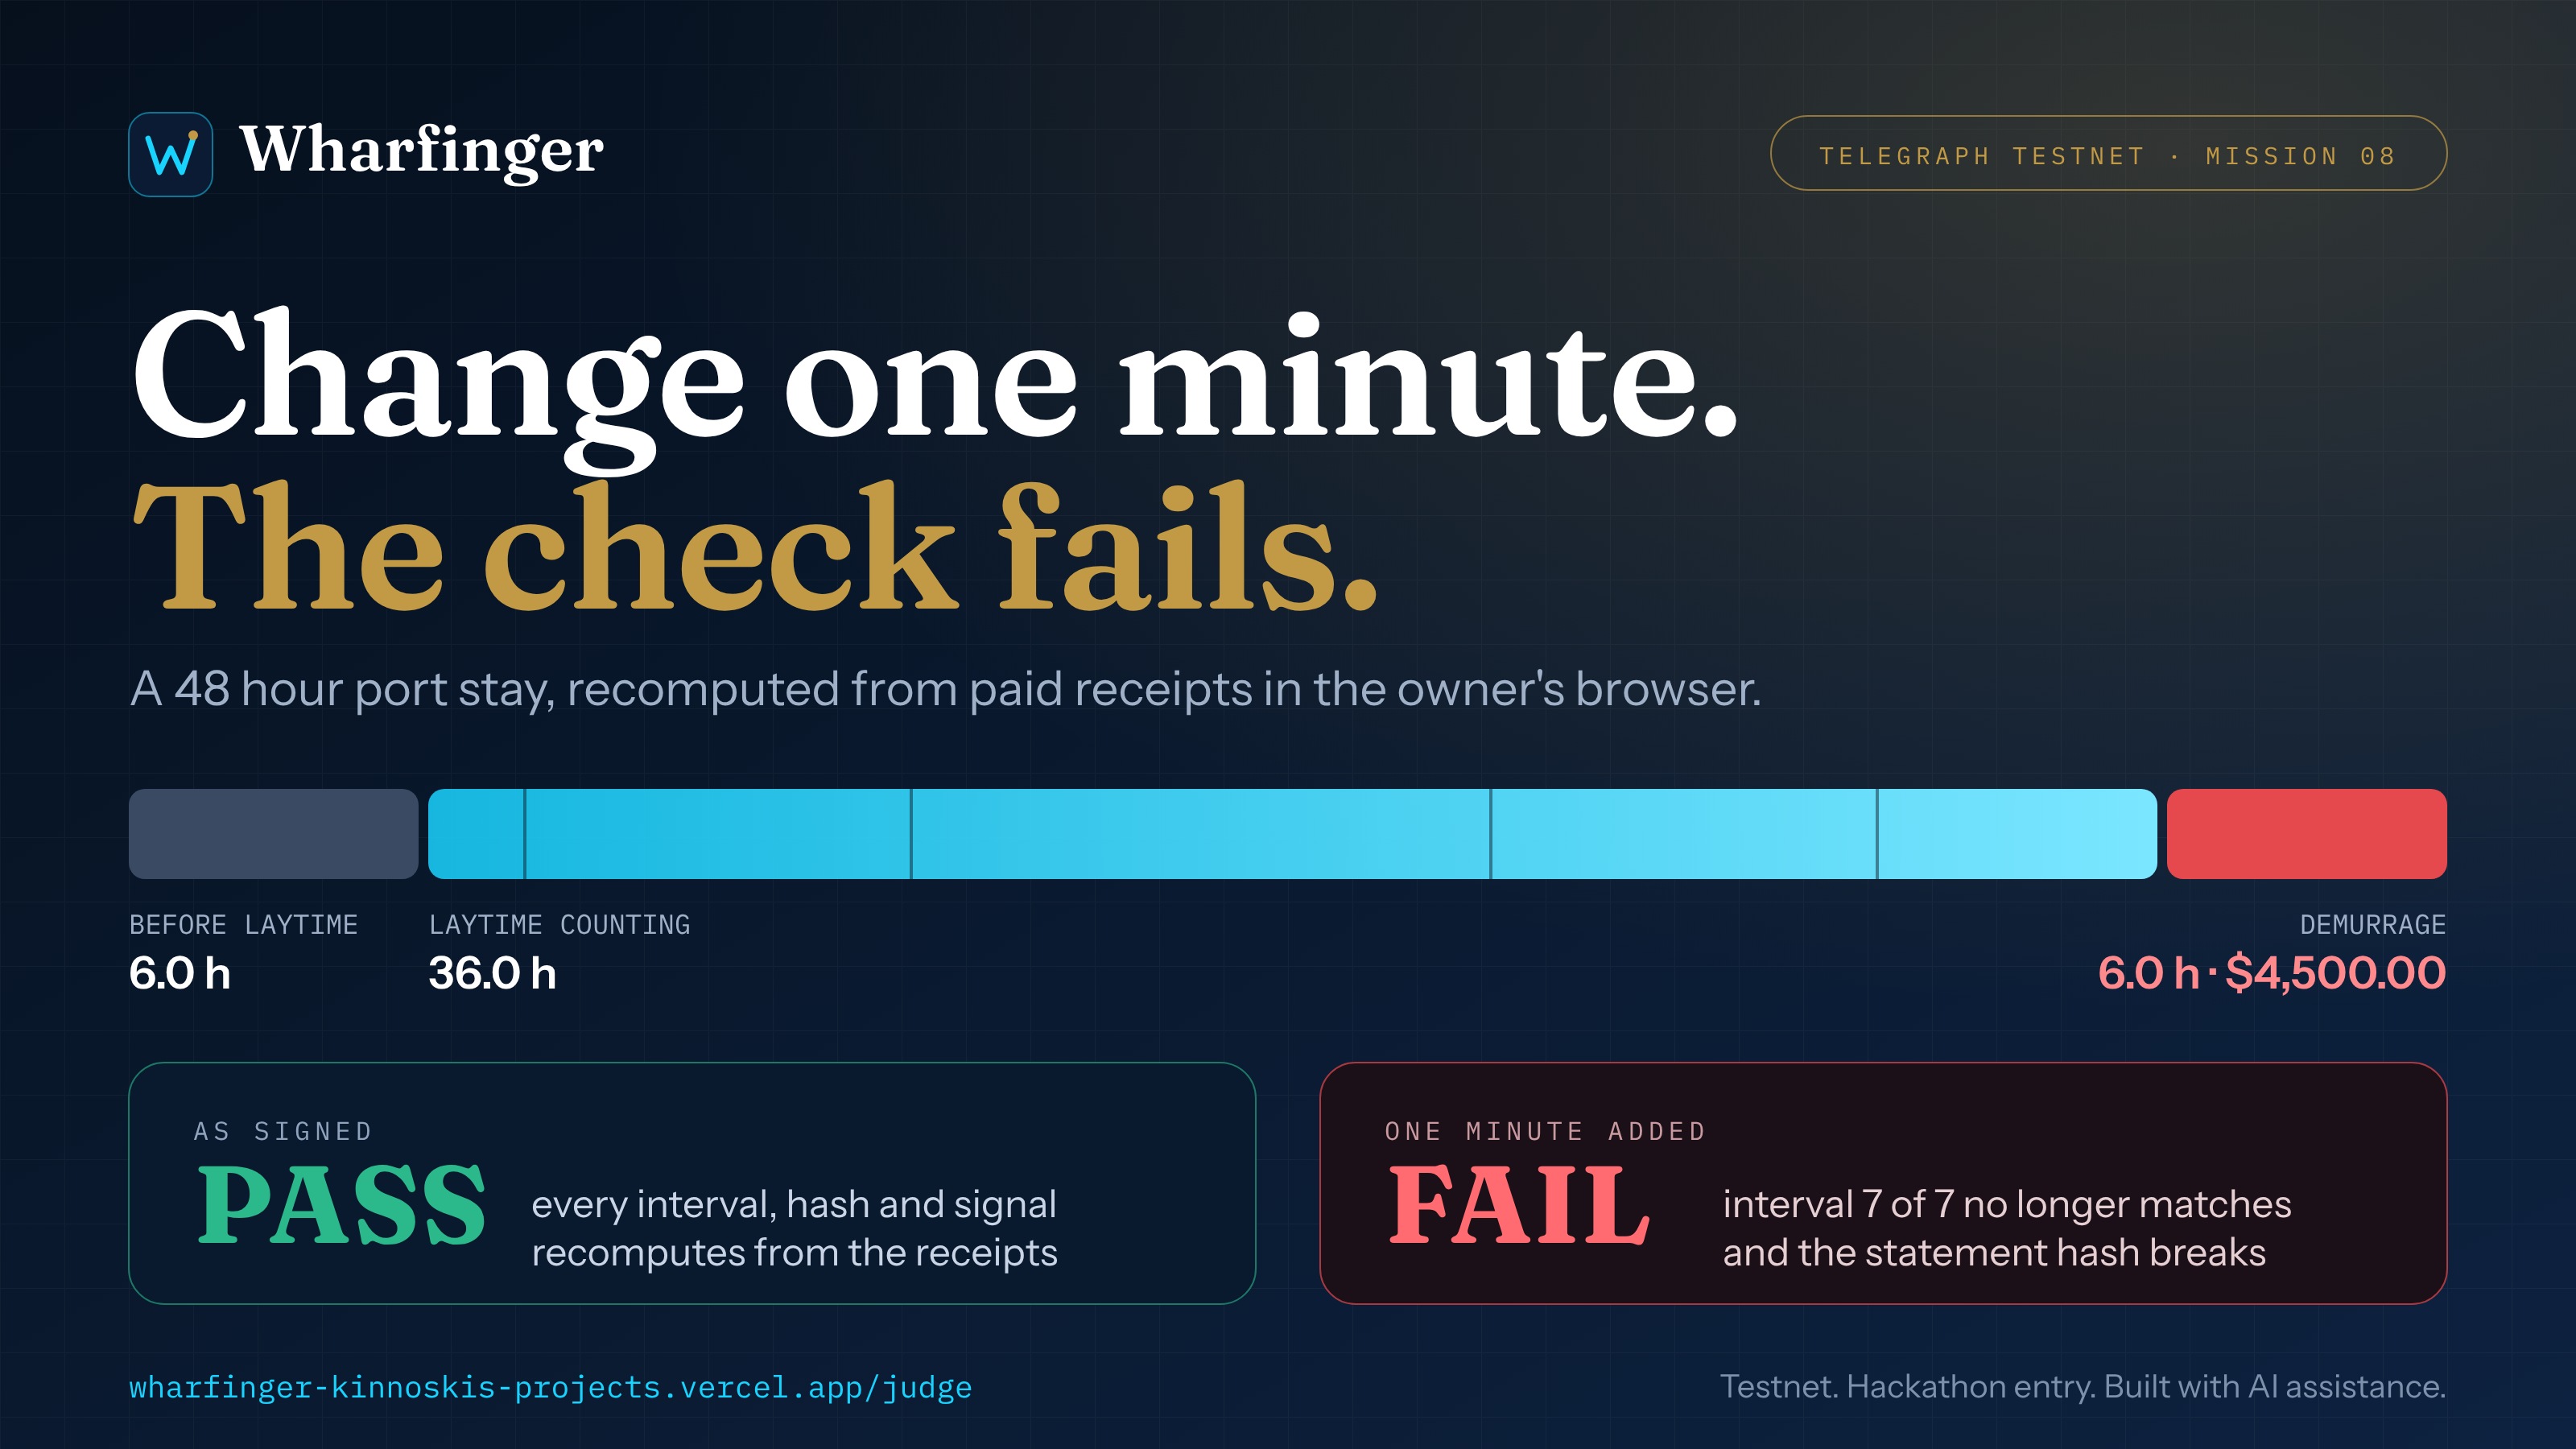 Wharfinger
TELEGRAPH TESTNET · MISSION 08
Change one minute.
The check fails.
A 48 hour port stay, recomputed from paid receipts in the owner's browser.
BEFORE LAYTIME
6.0 h
LAYTIME COUNTING
36.0 h
DEMURRAGE
6.0 h · $4,500.00
AS SIGNED
PASS
every interval, hash and signal
recomputes from the receipts
ONE MINUTE ADDED
FAIL
interval 7 of 7 no longer matches
and the statement hash breaks
wharfinger-kinnoskis-projects.vercel.app/judge
Testnet. Hackathon entry. Built with AI assistance.